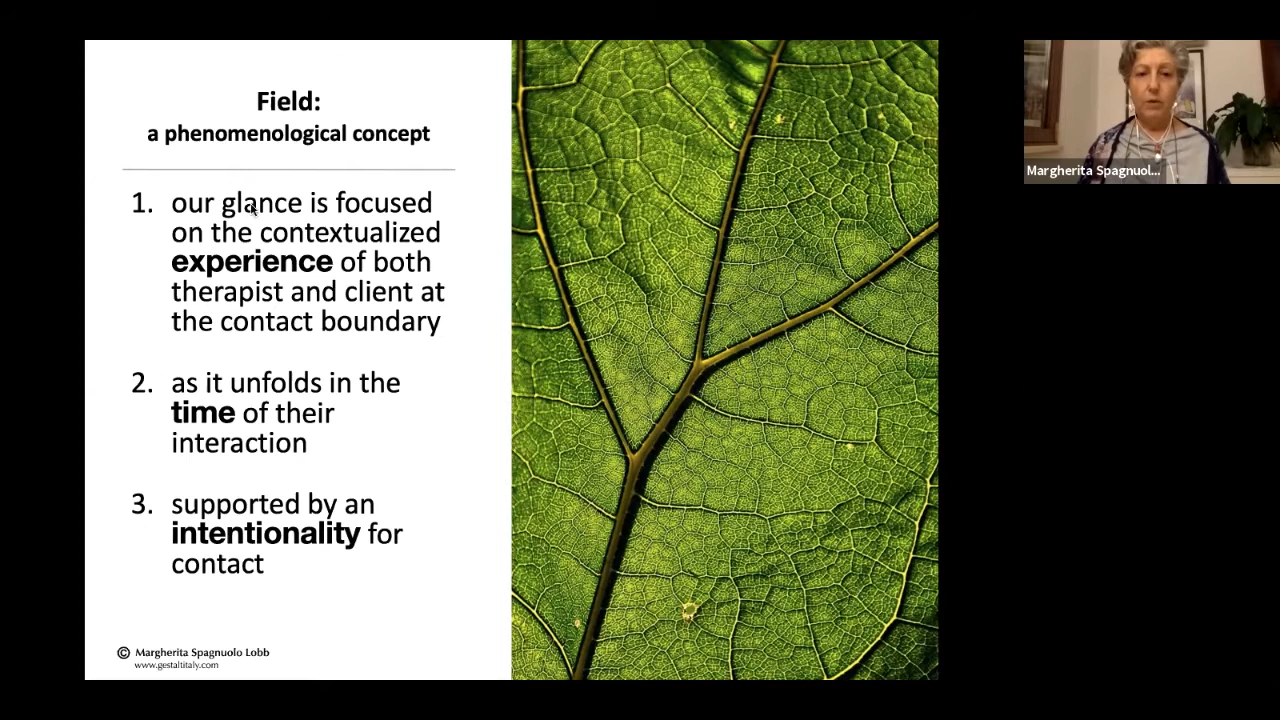 Field:
a phenomenological concept
1. our glance is focused
on the contextualized
experience of both
therapist and client at
the contact boundary
2. as it unfolds in the
time of their
interaction
3. supported by an
intentionality for
contact
© Margherita Spagnuolo Lobb
www.gestaltitaly.com
Margherita Spagnuol...